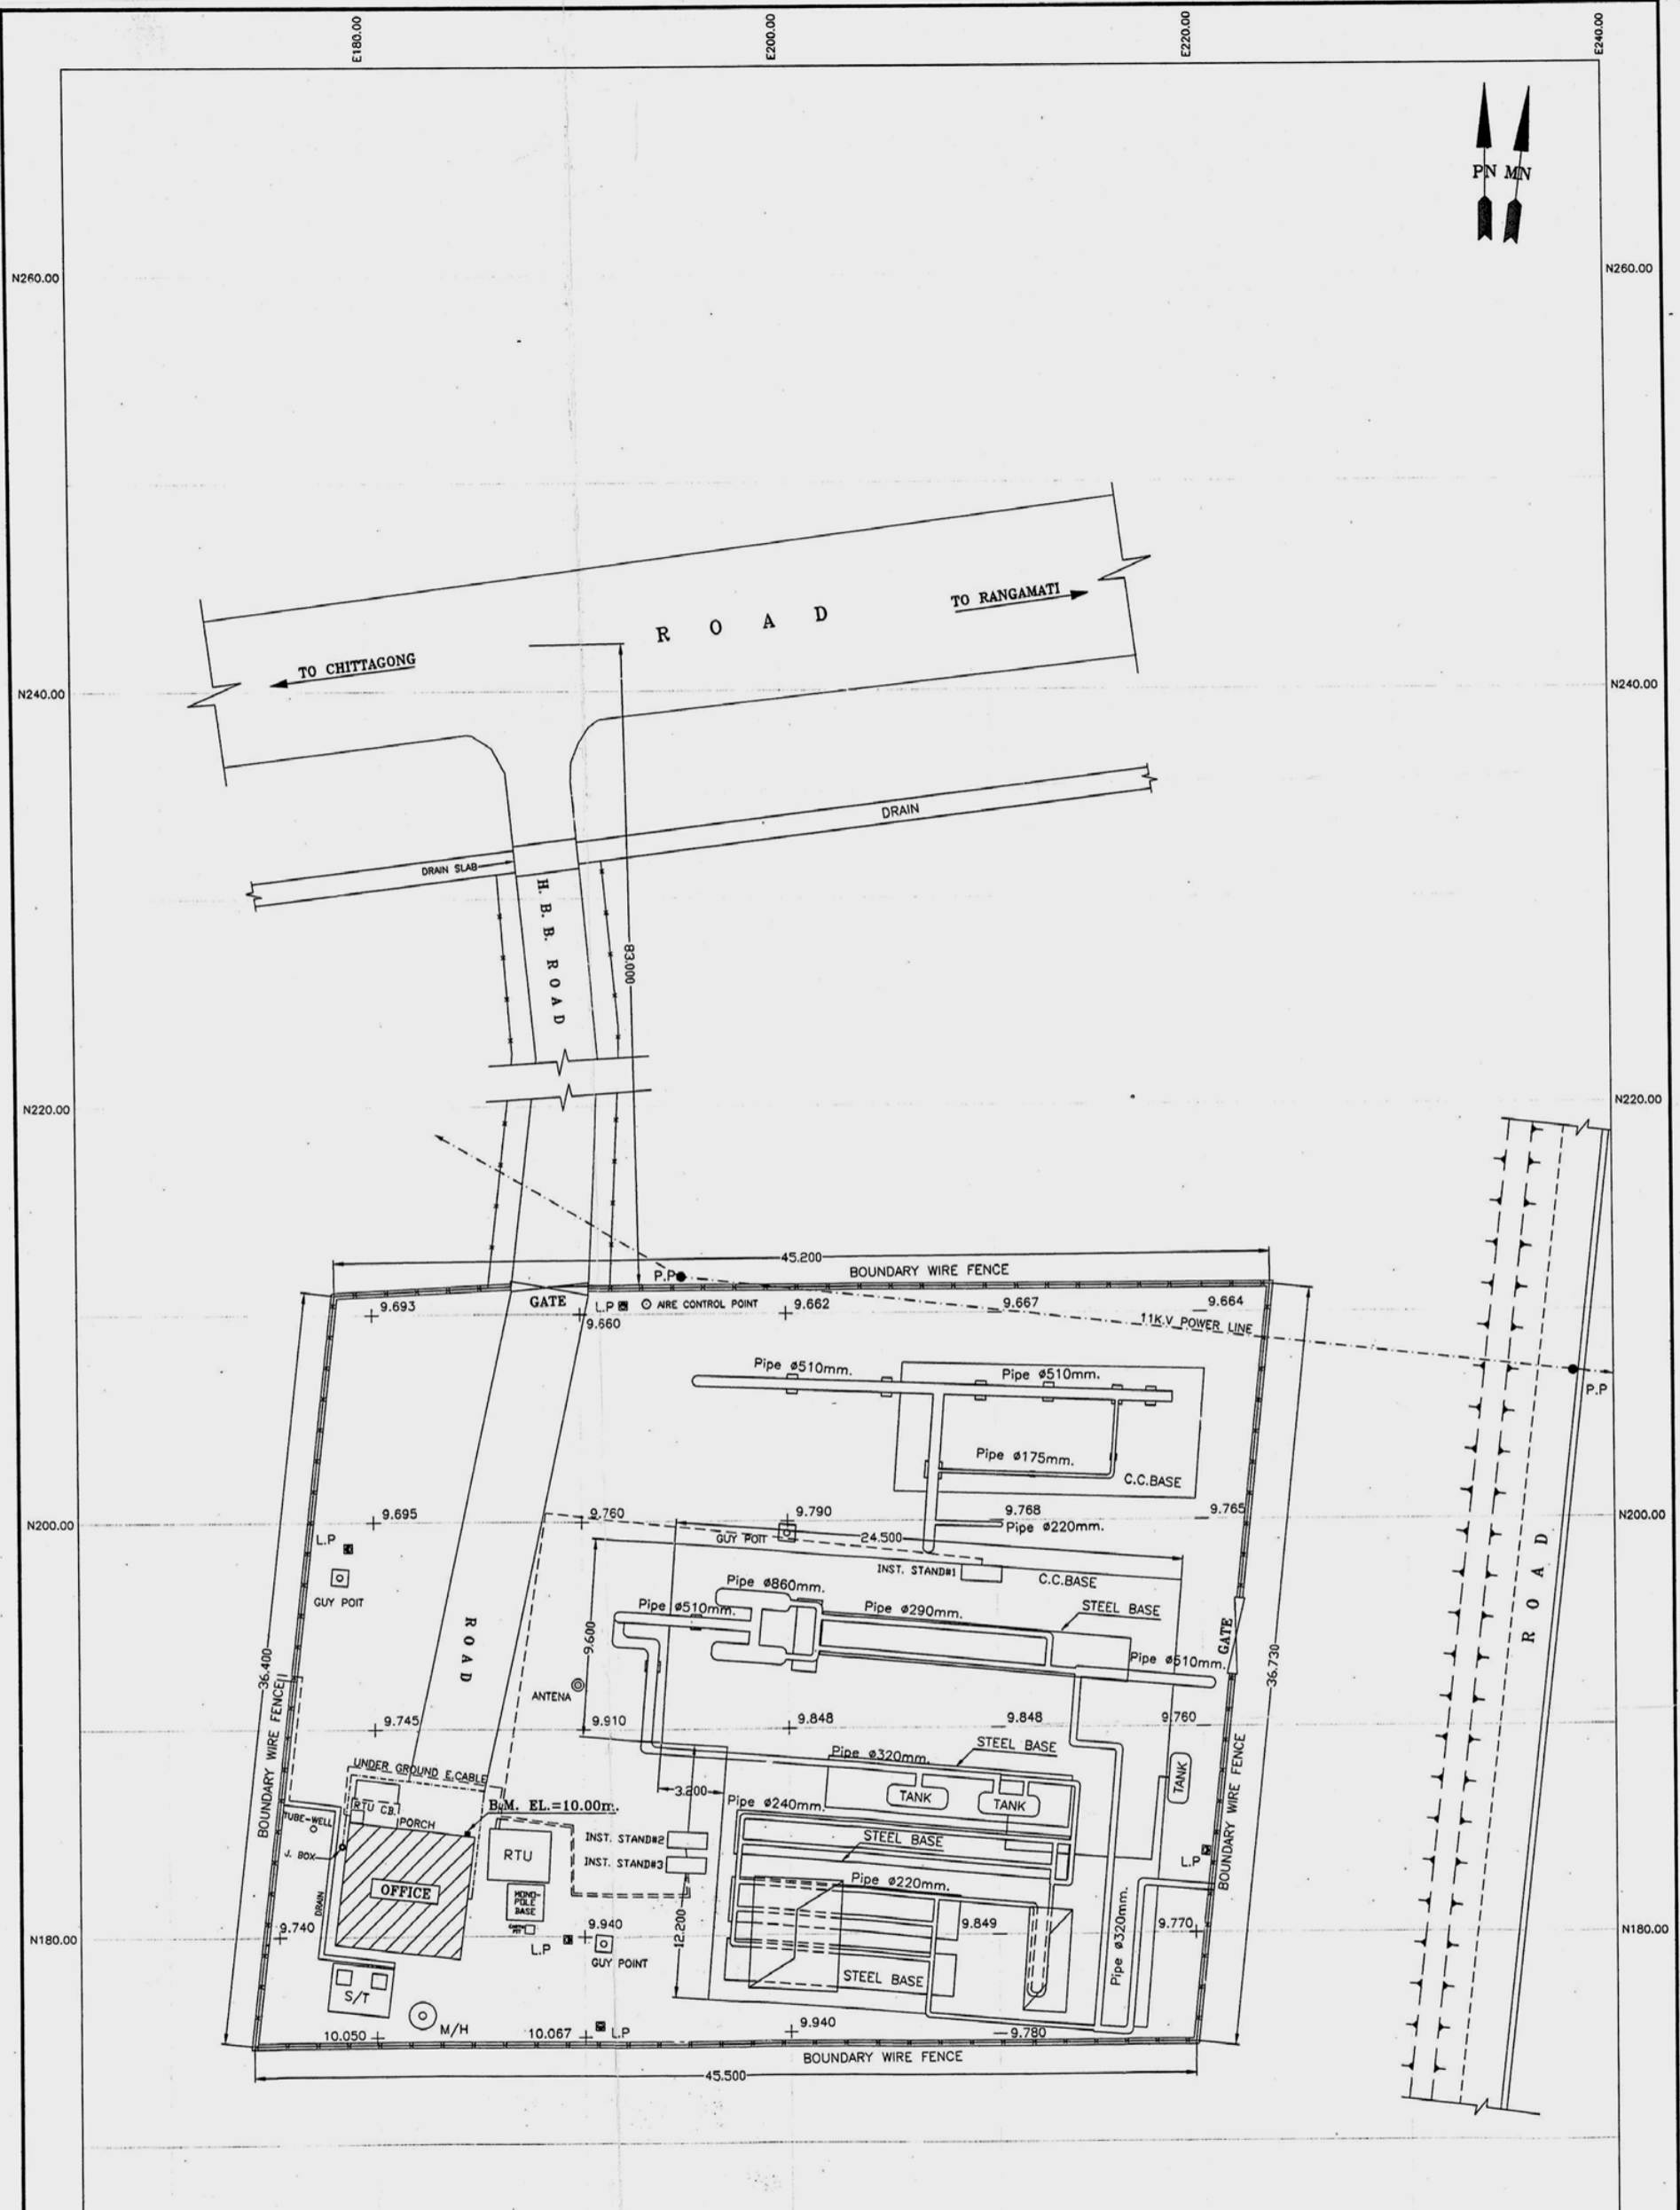 E180.00
E200.00
E220.00
E240.00
PN MN
N260.00
N260.00
TO RANGAMATI
R O A D
TO CHITTAGONG
N240.00
N240.00
DRAIN
DRAIN SLAB
H. B. B. ROAD
83.000
N220.00
N220.00
45.200
P.P
BOUNDARY WIRE FENCE
9.693
GATE
L.P
AIRE CONTROL POINT
9.662
9.667
9.664
9.660
11K.V POWER LINE
Pipe ø510mm.
Pipe ø510mm.
P.P
Pipe ø175mm.
C.C.BASE
9.695
9.760
9.790
9.768
9.765
N200.00
N200.00
Pipe ø220mm.
L.P
GUY POIT
24.500
INST. STAND#1
C.C.BASE
GUY POIT
Pipe ø860mm.
Pipe ø510mm.
Pipe ø290mm.
STEEL BASE
ROAD
9.600
GATE
ROAD
36.400
Pipe ø510mm.
36.730
ANTENA
9.745
9.910
9.848
9.848
9.760
BOUNDARY WIRE FENCE
STEEL BASE
Pipe ø320mm.
UNDER GROUND E.CABLE
TANK
3.200
TANK
TANK
BOUNDARY WIRE FENCE
RTU CB.
B.M. EL.=10.00m.
Pipe ø240mm.
TUBE-WELL
PORCH
INST. STAND#2
STEEL BASE
J. BOX
RTU
INST. STAND#3
L.P
Pipe ø220mm.
OFFICE
MONO-
POLE
BASE
DRAIN
Pipe ø320mm.
9.740
9.940
9.849
9.770
N180.00
N180.00
12.200
L.P
GUY POINT
STEEL BASE
S/T
M/H
10.050
10.067
L.P
9.940
9.780
BOUNDARY WIRE FENCE
45.500